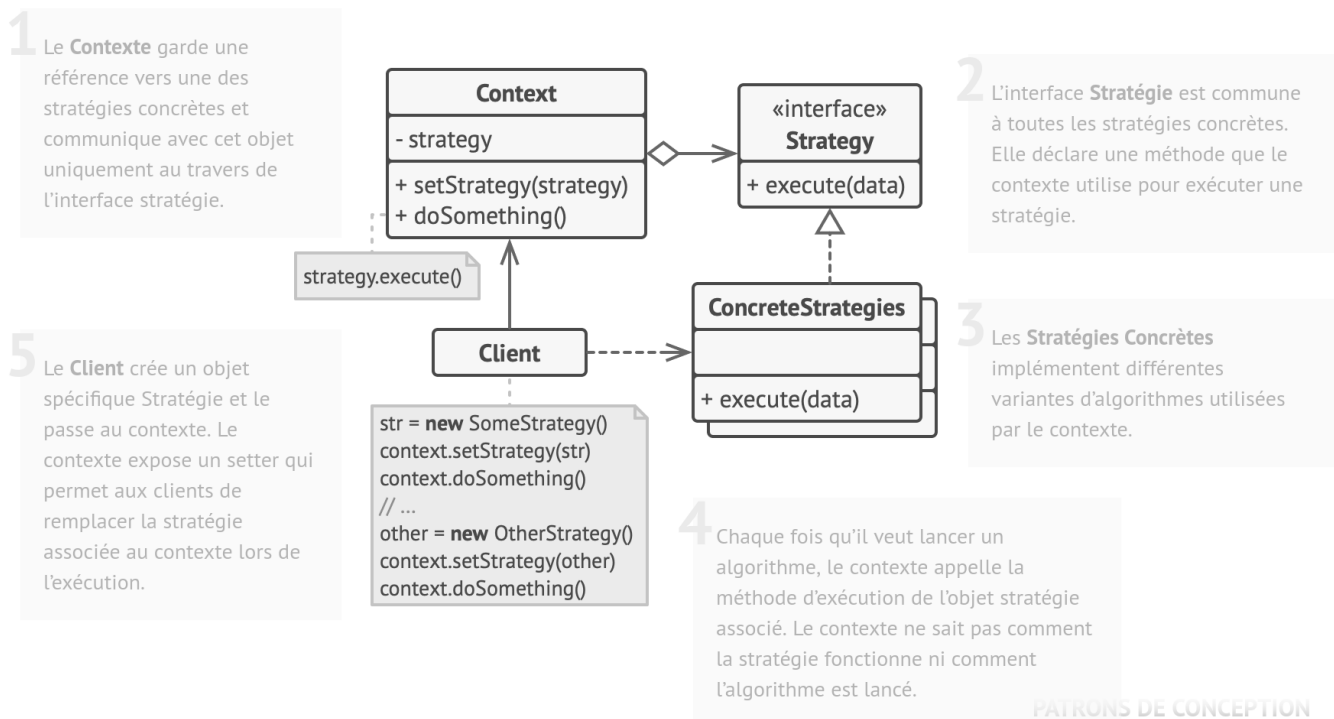 1
Le Contexte garde une
référence vers une des
stratégies concrètes et
communique avec cet objet
uniquement au travers de
l’interface stratégie.
Context
- strategy
+ setStrategy(strategy)
+ doSomething()
strategy.execute()
«interface»
Strategy
+ execute(data)
2
L’interface Stratégie est commune
à toutes les stratégies concrètes.
Elle déclare une méthode que le
contexte utilise pour exécuter une
stratégie.
ConcreteStrategies
+ execute(data)
3
Les Stratégies Concrètes
implémentent différentes
variantes d’algorithmes utilisées
par le contexte.
Client
str = new SomeStrategy()
context.setStrategy(str)
context.doSomething()
// ...
other = new OtherStrategy()
context.setStrategy(other)
context.doSomething()
4
Chaque fois qu’il veut lancer un
algorithme, le contexte appelle la
méthode d’exécution de l’objet stratégie
associé. Le contexte ne sait pas comment
la stratégie fonctionne ni comment
l’algorithme est lancé.
5
Le Client crée un objet
spécifique Stratégie et le
passe au contexte. Le
contexte expose un setter qui
permet aux clients de
remplacer la stratégie
associée au contexte lors de
l’exécution.
PATRONS DE CONCEPTION